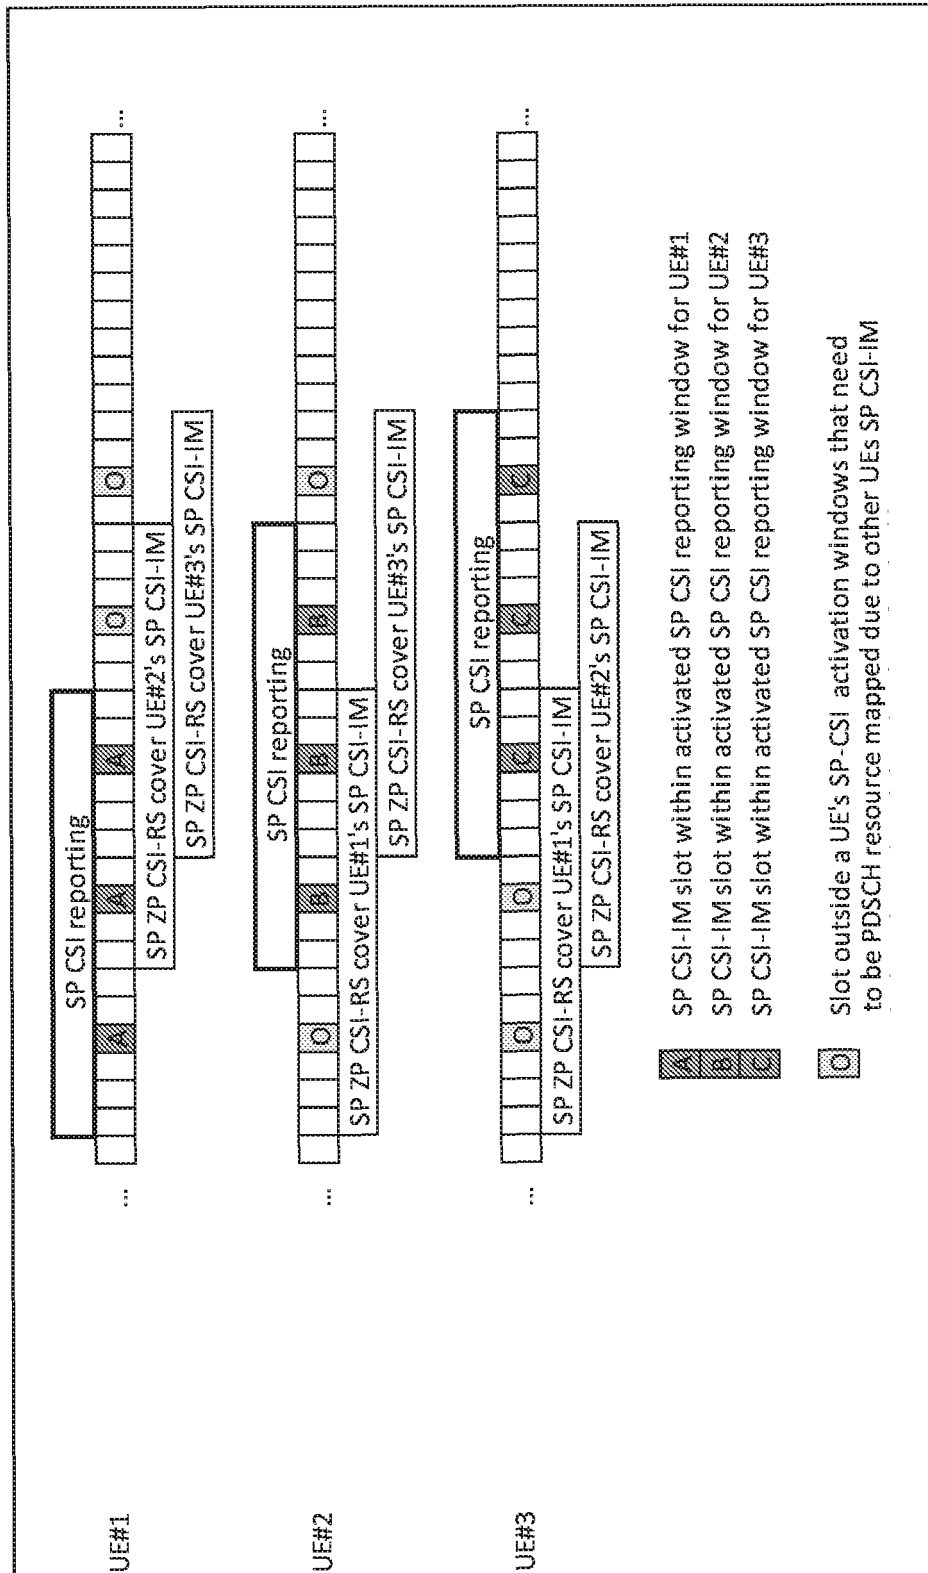 UE#1
SP CSI reporting
... A A A O O ...
SP ZP CSI-RS cover UE#2's SP CSI-IM
SP ZP CSI-RS cover UE#3's SP CSI-IM
UE#2
SP CSI reporting
... O B B B O ...
SP ZP CSI-RS cover UE#1's SP CSI-IM
SP ZP CSI-RS cover UE#3's SP CSI-IM
UE#3
SP CSI reporting
... O O C C C ...
SP ZP CSI-RS cover UE#1's SP CSI-IM
SP ZP CSI-RS cover UE#2's SP CSI-IM
A SP CSI-IM slot within activated SP CSI reporting window for UE#1
B SP CSI-IM slot within activated SP CSI reporting window for UE#2
C SP CSI-IM slot within activated SP CSI reporting window for UE#3
O Slot outside a UE's SP-CSI activation windows that need
to be PDSCH resource mapped due to other UEs SP CSI-IM